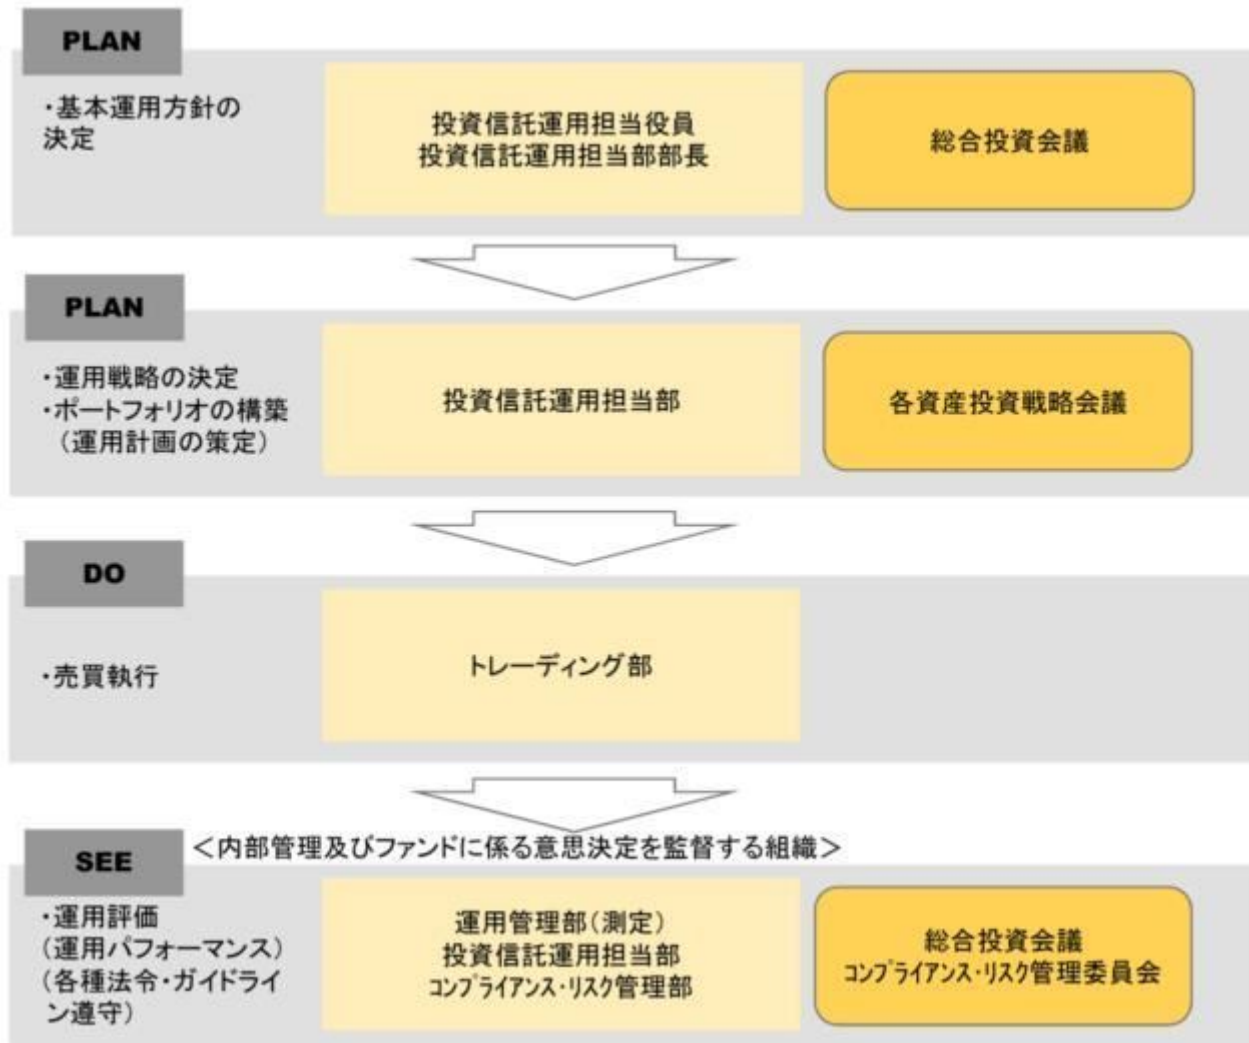 PLAN
・基本運用方針の
決定
投資信託運用担当役員
投資信託運用担当部部長
総合投資会議
PLAN
・運用戦略の決定
・ポートフォリオの構築
（運用計画の策定）
投資信託運用担当部
各資産投資戦略会議
DO
・売買執行
トレーディング部
SEE
＜内部管理及びファンドに係る意思決定を監督する組織＞
・運用評価
（運用パフォーマンス）
（各種法令・ガイドライ
ン遵守）
運用管理部（測定）
投資信託運用担当部
ｺﾝﾌﾟﾗｲｱﾝｽ・ﾘｽｸ管理部
総合投資会議
ｺﾝﾌﾟﾗｲｱﾝｽ・ﾘｽｸ管理委員会